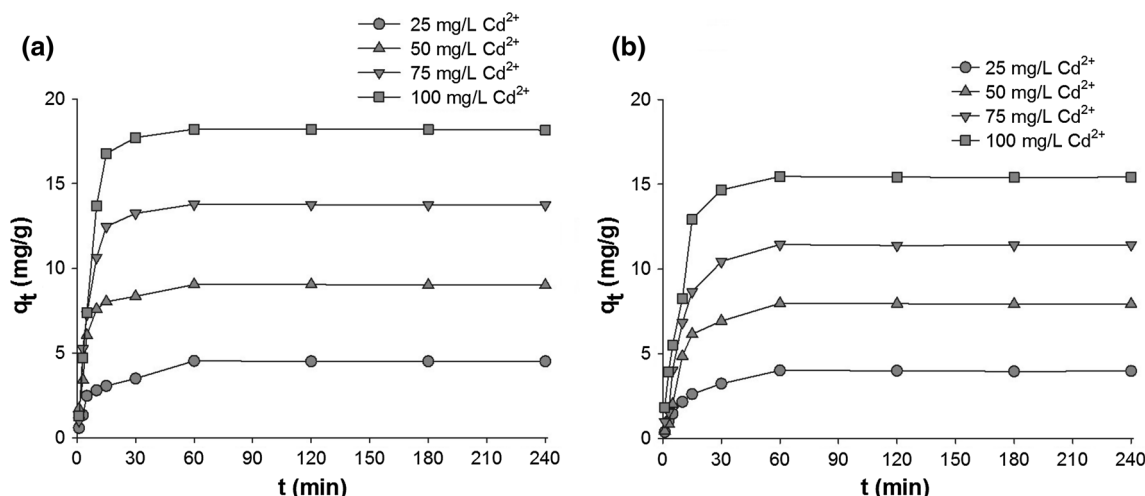 (a)
25 mg/L Cd²⁺
50 mg/L Cd²⁺
75 mg/L Cd²⁺
100 mg/L Cd²⁺
20
15
10
5
0
qt (mg/g)
0 30 60 90 120 150 180 210 240
t (min)
(b)
25 mg/L Cd²⁺
50 mg/L Cd²⁺
75 mg/L Cd²⁺
100 mg/L Cd²⁺
20
15
10
5
0
qt (mg/g)
0 30 60 90 120 150 180 210 240
t (min)